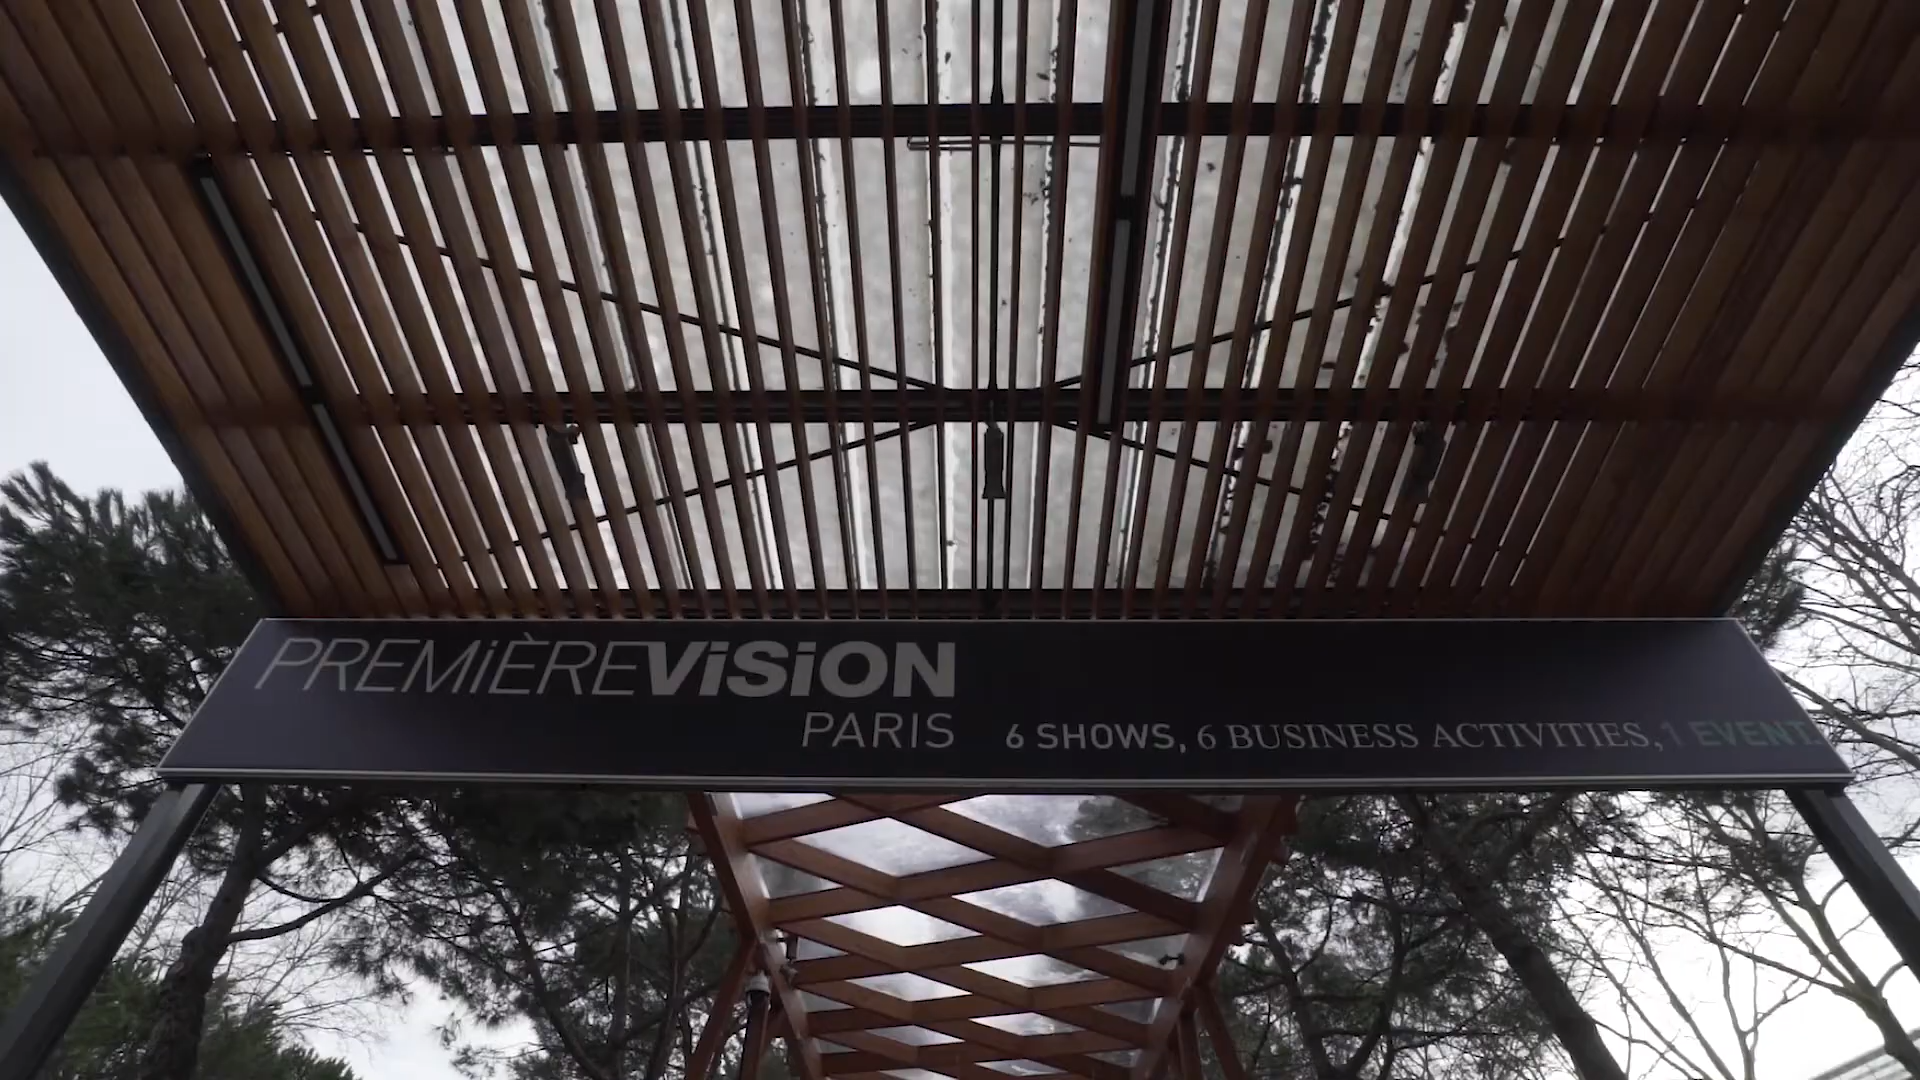 PREMiÈREViSiON
PARIS
6 SHOWS, 6 BUSINESS ACTIVITIES, 1 EVENT.